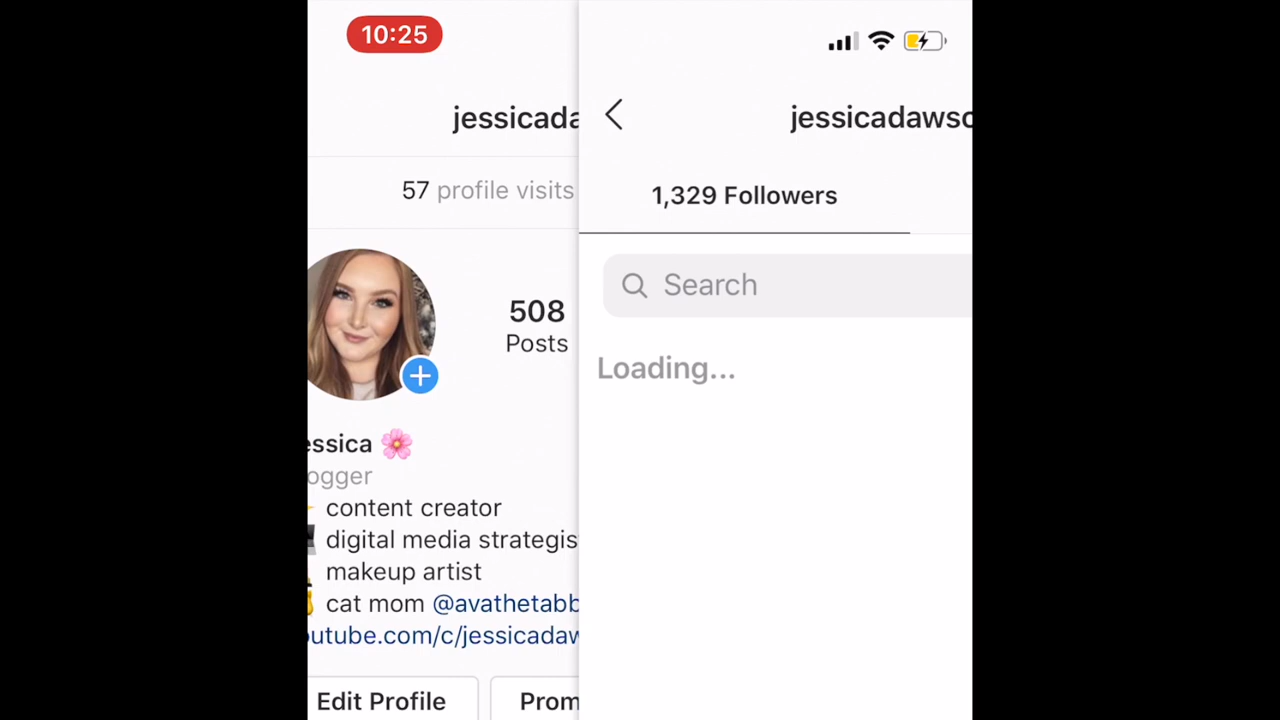 10:25
jessicada
57 profile visits
508
Posts
essica 🌸
ogger
content creator
digital media strategis
makeup artist
cat mom @avathetabb
outube.com/c/jessicadaw
Edit Profile
Prom
jessicadawso
1,329 Followers
Search
Loading...